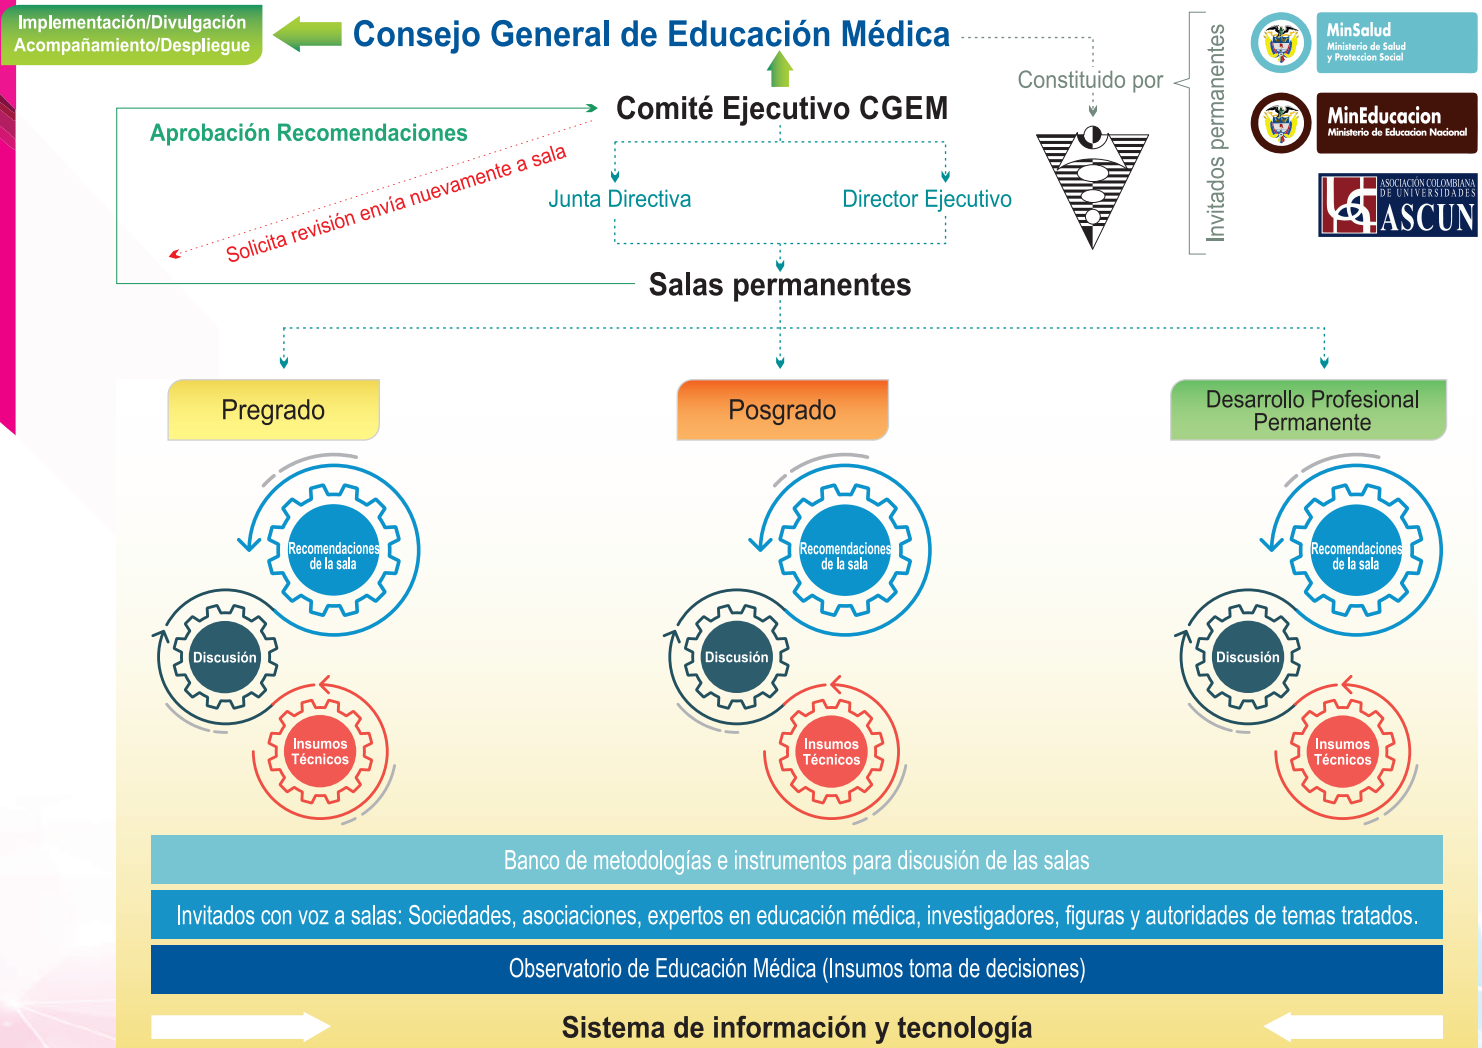 Implementación/Divulgación
Acompañamiento/Despliegue
Consejo General de Educación Médica
Constituido por
Invitados permanentes
MinSalud
Ministerio de Salud
y Proteccion Social
MinEducacion
Ministerio de Educacion Nacional
ASOCIACIÓN COLOMBIANA
DE UNIVERSIDADES
ASCUN
Comité Ejecutivo CGEM
Aprobación Recomendaciones
Solicita revisión envía nuevamente a sala
Junta Directiva
Director Ejecutivo
Salas permanentes
Pregrado
Posgrado
Desarrollo Profesional
Permanente
Recomendaciones
de la sala
Discusión
Insumos
Técnicos
Recomendaciones
de la sala
Discusión
Insumos
Técnicos
Recomendaciones
de la sala
Discusión
Insumos
Técnicos
Banco de metodologías e instrumentos para discusión de las salas
Invitados con voz a salas: Sociedades, asociaciones, expertos en educación médica, investigadores, figuras y autoridades de temas tratados.
Observatorio de Educación Médica (Insumos toma de decisiones)
Sistema de información y tecnología